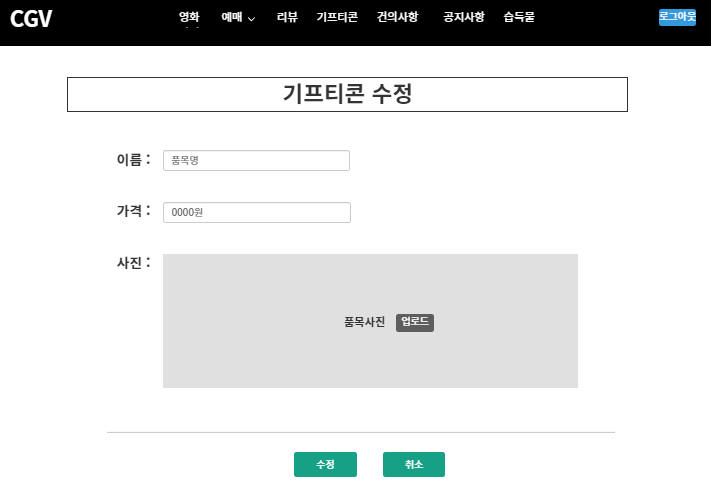 CGV 영화 예매 리뷰 기프티콘 건의사항 공지사항 습득물 로그아웃
기프티콘 수정
이름 : 품목명
가격 : 0000원
사진 :
품목사진 업로드
수정 취소